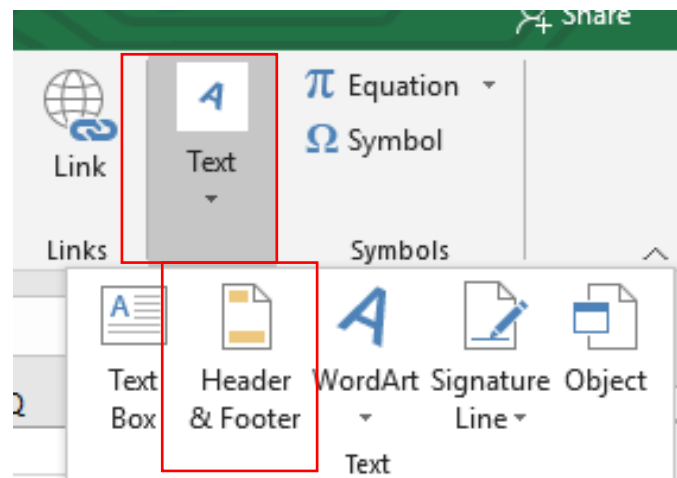 Share
Link
Text
π Equation
Ω Symbol
Links
Symbols
A
Text Box
Header & Footer
WordArt
Signature Line
Object
Q
Text